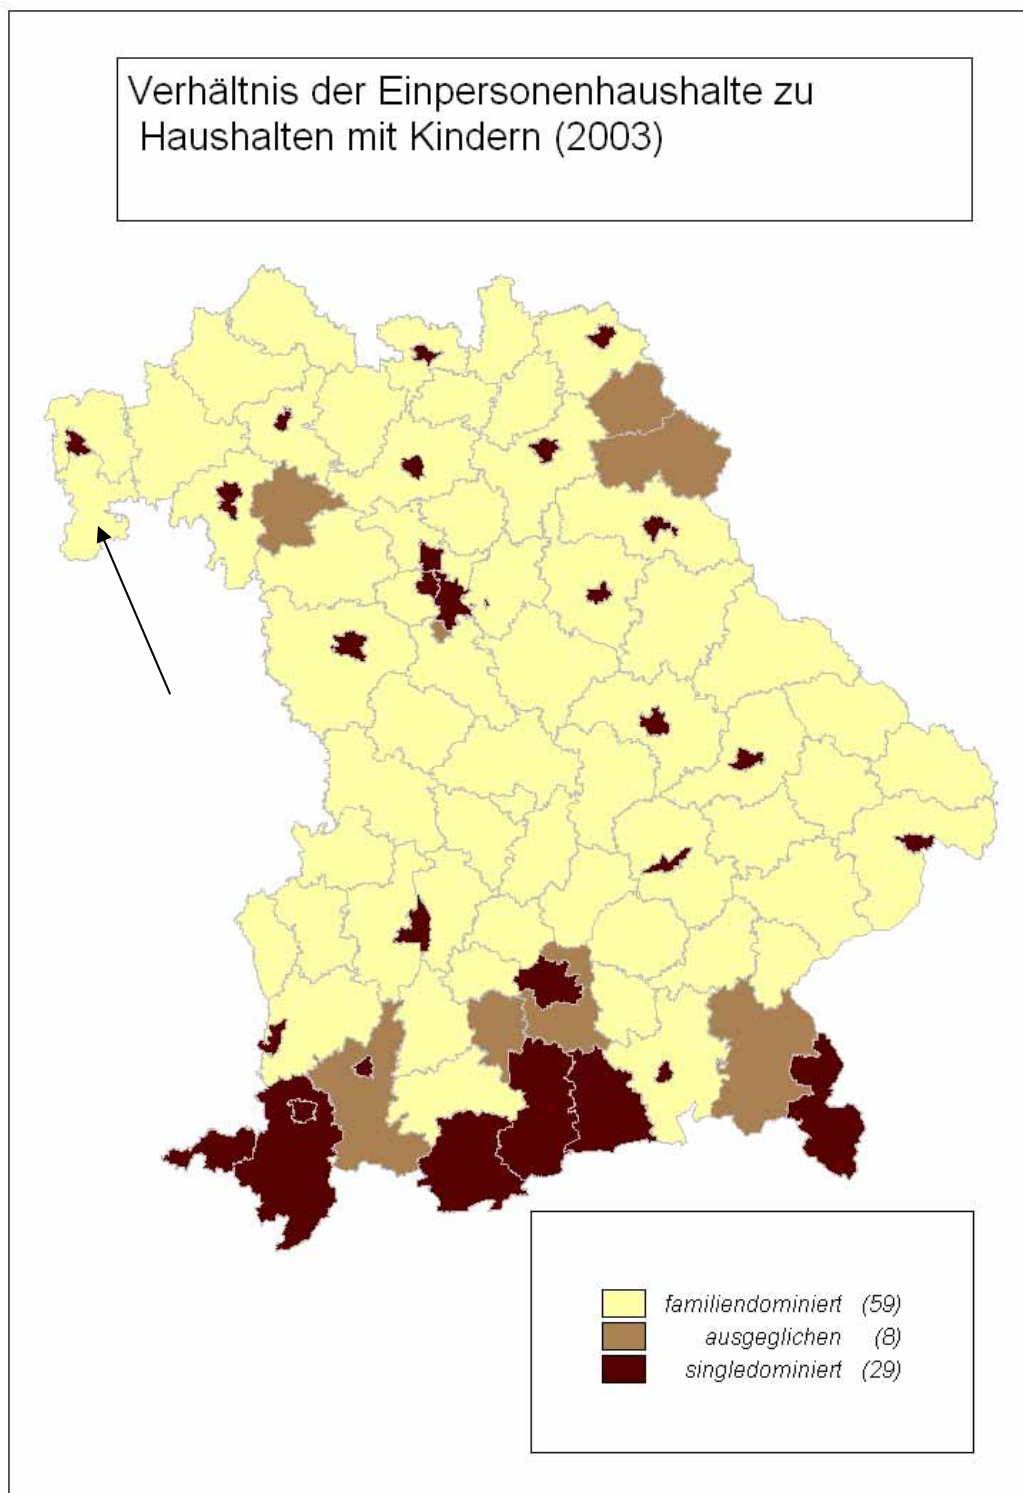 Verhältnis der Einpersonenhaushalte zu
Haushalten mit Kindern (2003)
familiendominiert (59)
ausgeglichen (8)
singledominiert (29)